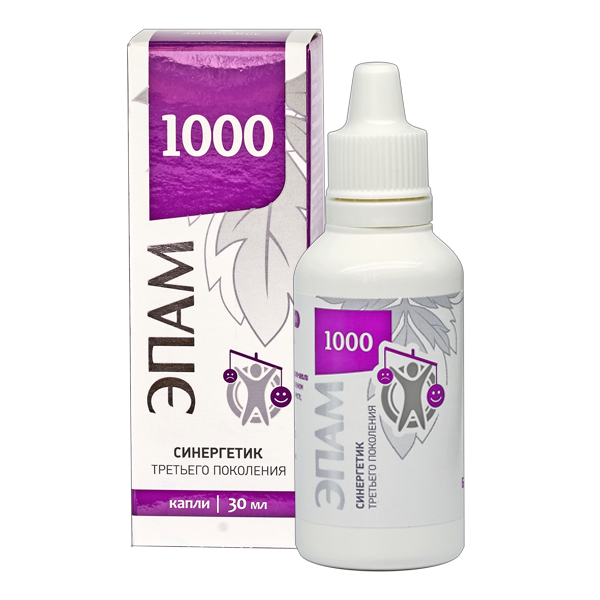 1000
ЭПАМ
СИНЕРГЕТИК
ТРЕТЬЕГО ПОКОЛЕНИЯ
капли | 30 мл
1000
ЭПАМ
СИНЕРГЕТИК
ТРЕТЬЕГО ПОКОЛЕНИЯ